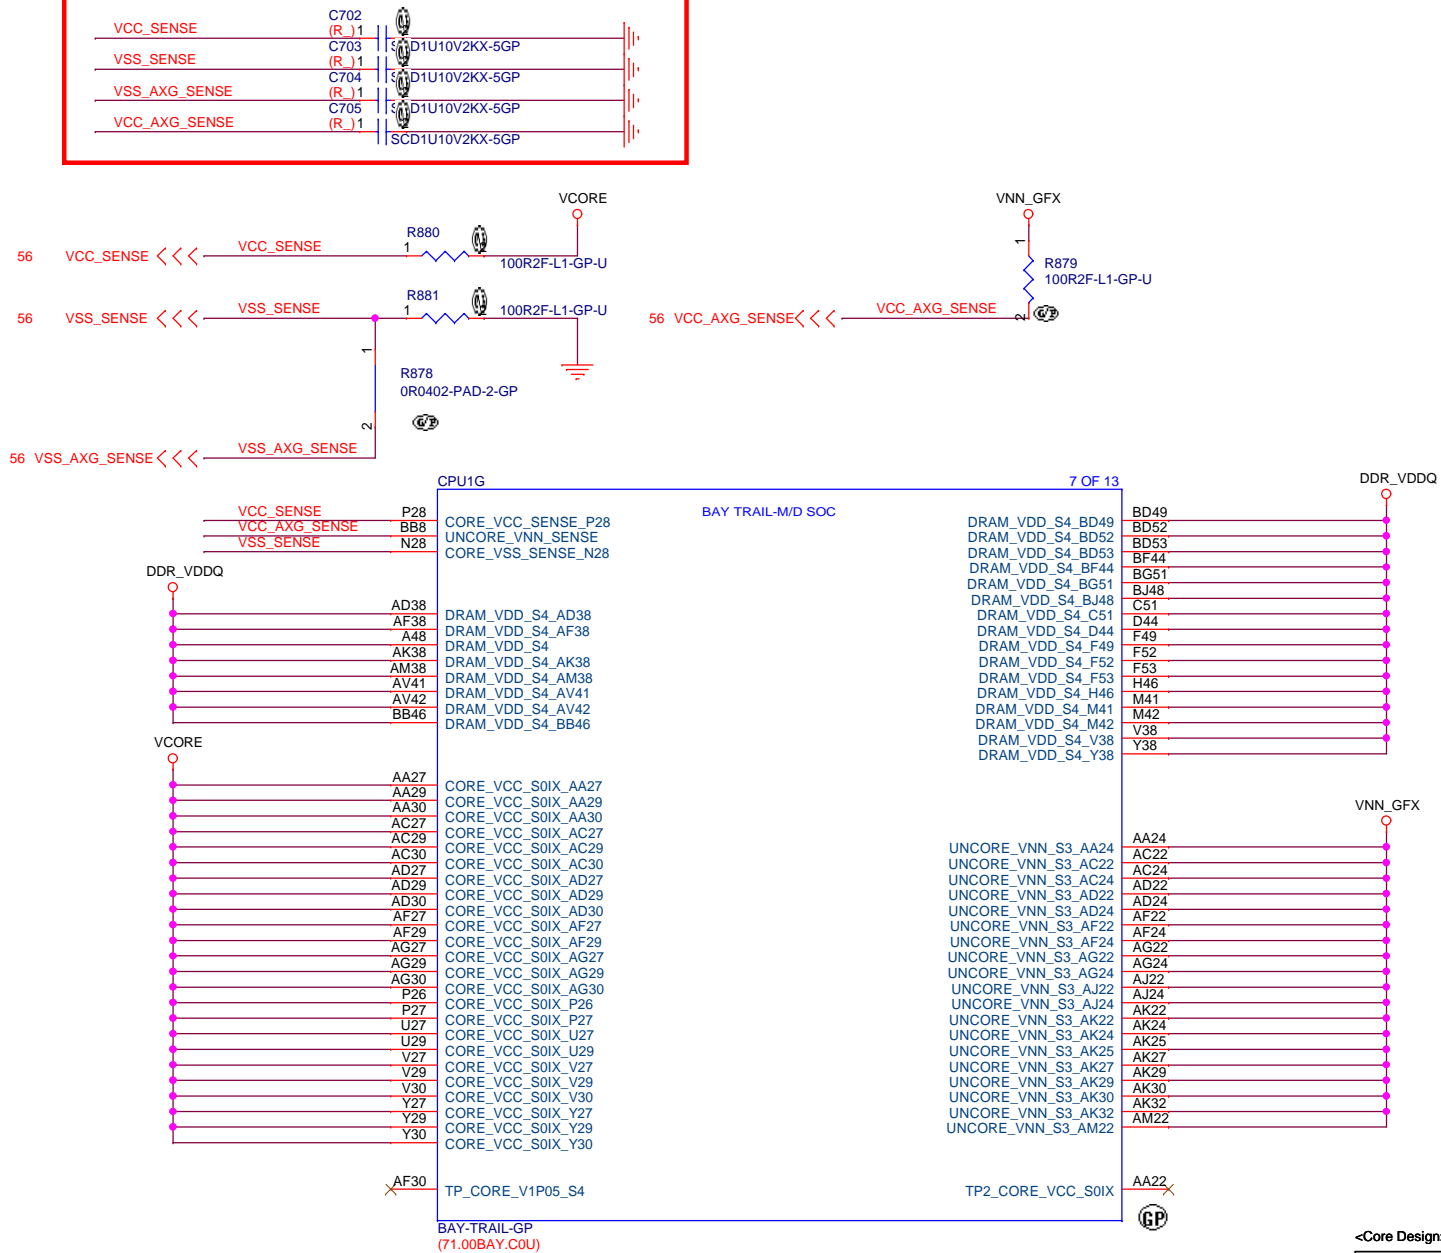 C702
VCC_SENSE (R_) 1 SCD1U10V2KX-5GP
C703
VSS_SENSE (R_) 1 SCD1U10V2KX-5GP
C704
VSS_AXG_SENSE (R_) 1 SCD1U10V2KX-5GP
C705
VCC_AXG_SENSE (R_) 1 SCD1U10V2KX-5GP
VCORE
R880
56 VCC_SENSE VCC_SENSE 1 2
100R2F-L1-GP-U
R881
56 VSS_SENSE VSS_SENSE 1 2 100R2F-L1-GP-U
1
R878
0R0402-PAD-2-GP
G/P
2
56 VSS_AXG_SENSE VSS_AXG_SENSE
VNN_GFX
1
R879
100R2F-L1-GP-U
56 VCC_AXG_SENSE VCC_AXG_SENSE 2 G/P
CPU1G 7 OF 13
BAY TRAIL-M/D SOC
VCC_SENSE P28 CORE_VCC_SENSE_P28
VCC_AXG_SENSE BB8 UNCORE_VNN_SENSE
VSS_SENSE N28 CORE_VSS_SENSE_N28
DDR_VDDQ
AD38 DRAM_VDD_S4_AD38
AF38 DRAM_VDD_S4_AF38
A48 DRAM_VDD_S4
AK38 DRAM_VDD_S4_AK38
AM38 DRAM_VDD_S4_AM38
AV41 DRAM_VDD_S4_AV41
AV42 DRAM_VDD_S4_AV42
BB46 DRAM_VDD_S4_BB46
VCORE
AA27 CORE_VCC_S0IX_AA27
AA29 CORE_VCC_S0IX_AA29
AA30 CORE_VCC_S0IX_AA30
AC27 CORE_VCC_S0IX_AC27
AC29 CORE_VCC_S0IX_AC29
AC30 CORE_VCC_S0IX_AC30
AD27 CORE_VCC_S0IX_AD27
AD29 CORE_VCC_S0IX_AD29
AD30 CORE_VCC_S0IX_AD30
AF27 CORE_VCC_S0IX_AF27
AF29 CORE_VCC_S0IX_AF29
AG27 CORE_VCC_S0IX_AG27
AG29 CORE_VCC_S0IX_AG29
AG30 CORE_VCC_S0IX_AG30
P26 CORE_VCC_S0IX_P26
P27 CORE_VCC_S0IX_P27
U27 CORE_VCC_S0IX_U27
U29 CORE_VCC_S0IX_U29
V27 CORE_VCC_S0IX_V27
V29 CORE_VCC_S0IX_V29
V30 CORE_VCC_S0IX_V30
Y27 CORE_VCC_S0IX_Y27
Y29 CORE_VCC_S0IX_Y29
Y30 CORE_VCC_S0IX_Y30
AF30 TP_CORE_V1P05_S4
DDR_VDDQ
DRAM_VDD_S4_BD49 BD49
DRAM_VDD_S4_BD52 BD52
DRAM_VDD_S4_BD53 BD53
DRAM_VDD_S4_BF44 BF44
DRAM_VDD_S4_BG51 BG51
DRAM_VDD_S4_BJ48 BJ48
DRAM_VDD_S4_C51 C51
DRAM_VDD_S4_D44 D44
DRAM_VDD_S4_F49 F49
DRAM_VDD_S4_F52 F52
DRAM_VDD_S4_F53 F53
DRAM_VDD_S4_H46 H46
DRAM_VDD_S4_M41 M41
DRAM_VDD_S4_M42 M42
DRAM_VDD_S4_V38 V38
DRAM_VDD_S4_Y38 Y38
VNN_GFX
UNCORE_VNN_S3_AA24 AA24
UNCORE_VNN_S3_AC22 AC22
UNCORE_VNN_S3_AC24 AC24
UNCORE_VNN_S3_AD22 AD22
UNCORE_VNN_S3_AD24 AD24
UNCORE_VNN_S3_AF22 AF22
UNCORE_VNN_S3_AF24 AF24
UNCORE_VNN_S3_AG22 AG22
UNCORE_VNN_S3_AG24 AG24
UNCORE_VNN_S3_AJ22 AJ22
UNCORE_VNN_S3_AJ24 AJ24
UNCORE_VNN_S3_AK22 AK22
UNCORE_VNN_S3_AK24 AK24
UNCORE_VNN_S3_AK25 AK25
UNCORE_VNN_S3_AK27 AK27
UNCORE_VNN_S3_AK29 AK29
UNCORE_VNN_S3_AK30 AK30
UNCORE_VNN_S3_AK32 AK32
UNCORE_VNN_S3_AM22 AM22
TP2_CORE_VCC_S0IX AA22
GP
BAY-TRAIL-GP
(71.00BAY.C0U)
<Core Design